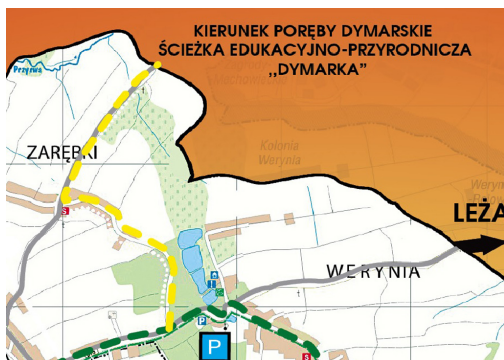 KIERUNEK PORĘBY DYMARSKIE
ŚCIEŻKA EDUKACYJNO-PRZYRODNICZA
,,DYMARKA”
Przyrwa
ZARĘBKI
Kolonia
Werynia
LEŻA
WERYNIA
S
P
P
S